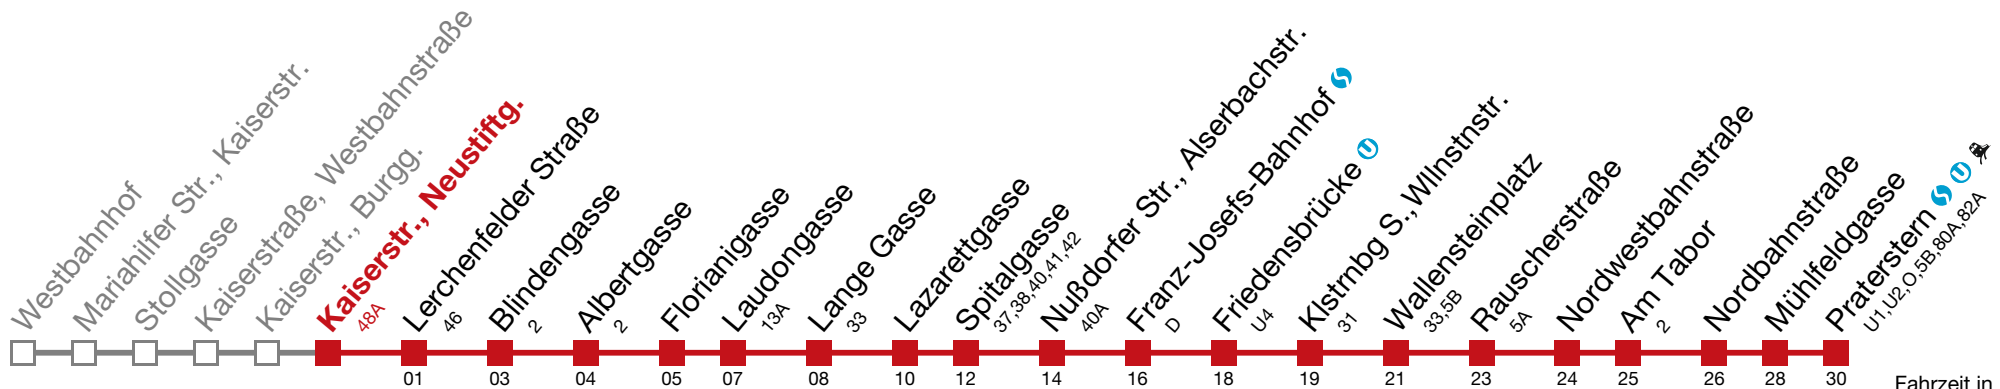 Westbahnhof
Mariahilfer Str., Kaiserstr.
Stollgasse
Kaiserstraße, Westbahnstraße
Kaiserstr., Burgg.
Kaiserstr., Neustiftg.
48A
Lerchenfelder Straße
46
01
Blindengasse
2
03
Albertgasse
2
04
Florianigasse
05
Laudongasse
13A
07
Lange Gasse
33
08
Lazarettgasse
10
Spitalgasse
37,38,40,41,42
12
Nußdorfer Str., Alserbachstr.
40A
14
Franz-Josefs-Bahnhof S
D
16
Friedensbrücke U
U4
18
Klstrnbg S., Wllnstnstr.
31
19
Wallensteinplatz
33,5B
21
Rauscherstraße
5A
23
Nordwestbahnstraße
24
Am Tabor
2
25
Nordbahnstraße
26
Mühlfeldgasse
28
Praterstern S U
U1,U2,O,5B,80A,82A
30
Fahrzeit in